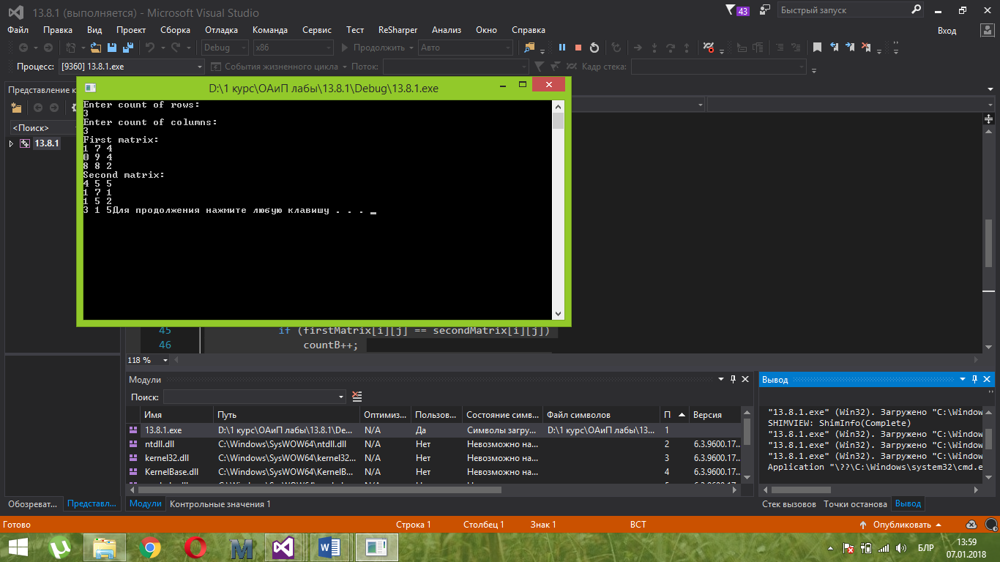 13.8.1 (выполняется) - Microsoft Visual Studio
43
Быстрый запуск
Файл Правка Вид Проект Сборка Отладка Команда Сервис Тест ReSharper Анализ Окно Справка
Вход
Debug x86 Продолжить Авто
Процесс: [9360] 13.8.1.exe События жизненного цикла Поток: Кадр стека:
Представление к
<Поиск>
13.8.1
D:\1 курс\ОАиП лабы\13.8.1\Debug\13.8.1.exe
Enter count of rows:
3
Enter count of columns:
3
First matrix:
1 7 4
0 9 4
8 8 2
Second matrix:
4 5 5
1 7 1
1 5 2
3 1 5Для продолжения нажмите любую клавишу . . . _
45 if (firstMatrix[i][j] == secondMatrix[i][j])
46 countB++;
118 %
Модули
Поиск:
Имя Путь Оптимиз... Пользов... Состояние симв... Файл символов П Версия
13.8.1.exe D:\1 курс\ОАиП лабы\13.8.1\De... N/A Да Символы загру... D:\1 курс\ОАиП лабы\13... 1
ntdll.dll C:\Windows\SysWOW64\ntdll.dll N/A Нет Невозможно на... 2 6.3.9600.17...
kernel32.dll C:\Windows\SysWOW64\kernel32... N/A Нет Невозможно на... 3 6.3.9600.17...
KernelBase.dll C:\Windows\SysWOW64\KernelB... N/A Нет Невозможно на... 4 6.3.9600.17...
Вывод
"13.8.1.exe" (Win32). Загружено "C:\Window
SHIMVIEW: ShimInfo(Complete)
"13.8.1.exe" (Win32). Загружено "C:\Window
"13.8.1.exe" (Win32). Загружено "C:\Window
"13.8.1.exe" (Win32). Загружено "C:\Window
Application "\??\C:\Windows\system32\cmd.e
Обозреват... Представл... Модули Контрольные значения 1 Стек вызовов Точки останова Вывод
Готово Строка 1 Столбец 1 Знак 1 ВСТ Опубликовать
БЛР
13:59
07.01.2018